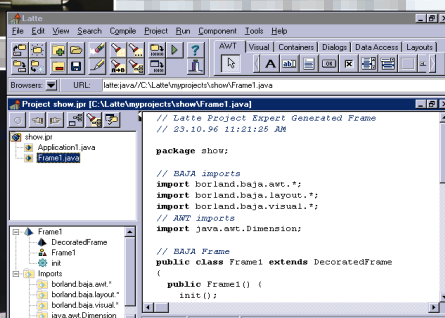 Latte
File Edit View Search Compile Project Run Component Tools Help
AWT Visual Containers Dialogs Data Access Layouts
Browsers: URL: latte:java//C:\Latte\myprojects\show\Frame1.java
Project show.jpr [C:\Latte\myprojects\show\Frame1.java]
show.jpr
Application1.java
Frame1.java
// Latte Project Expert Generated Frame
// 23.10.96 11:21:25 AM
package show;
// BAJA imports
import borland.baja.awt.*;
import borland.baja.layout.*;
import borland.baja.visual.*;
// AWT imports
import java.awt.Dimension;
// BAJA Frame
public class Frame1 extends DecoratedFrame
{
public Frame1() {
init();
Frame1
DecoratedFrame
Frame1
init
Imports
borland.baja.awt.*
borland.baja.layout.*
borland.baja.visual.*
java.awt.Dimension